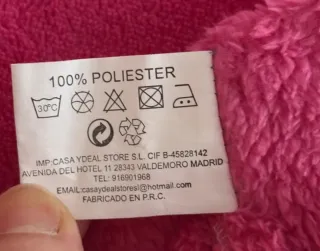 100% POLIESTER
30°C
IMP:CASA YDEAL STORE S.L. CIF B-45828142
AVENIDA DEL HOTEL 11 28343 VALDEMORO MADRID
TEL: 916901968
EMAIL:casaydealstoresl@hotmail.com
FABRICADO EN P.R.C.